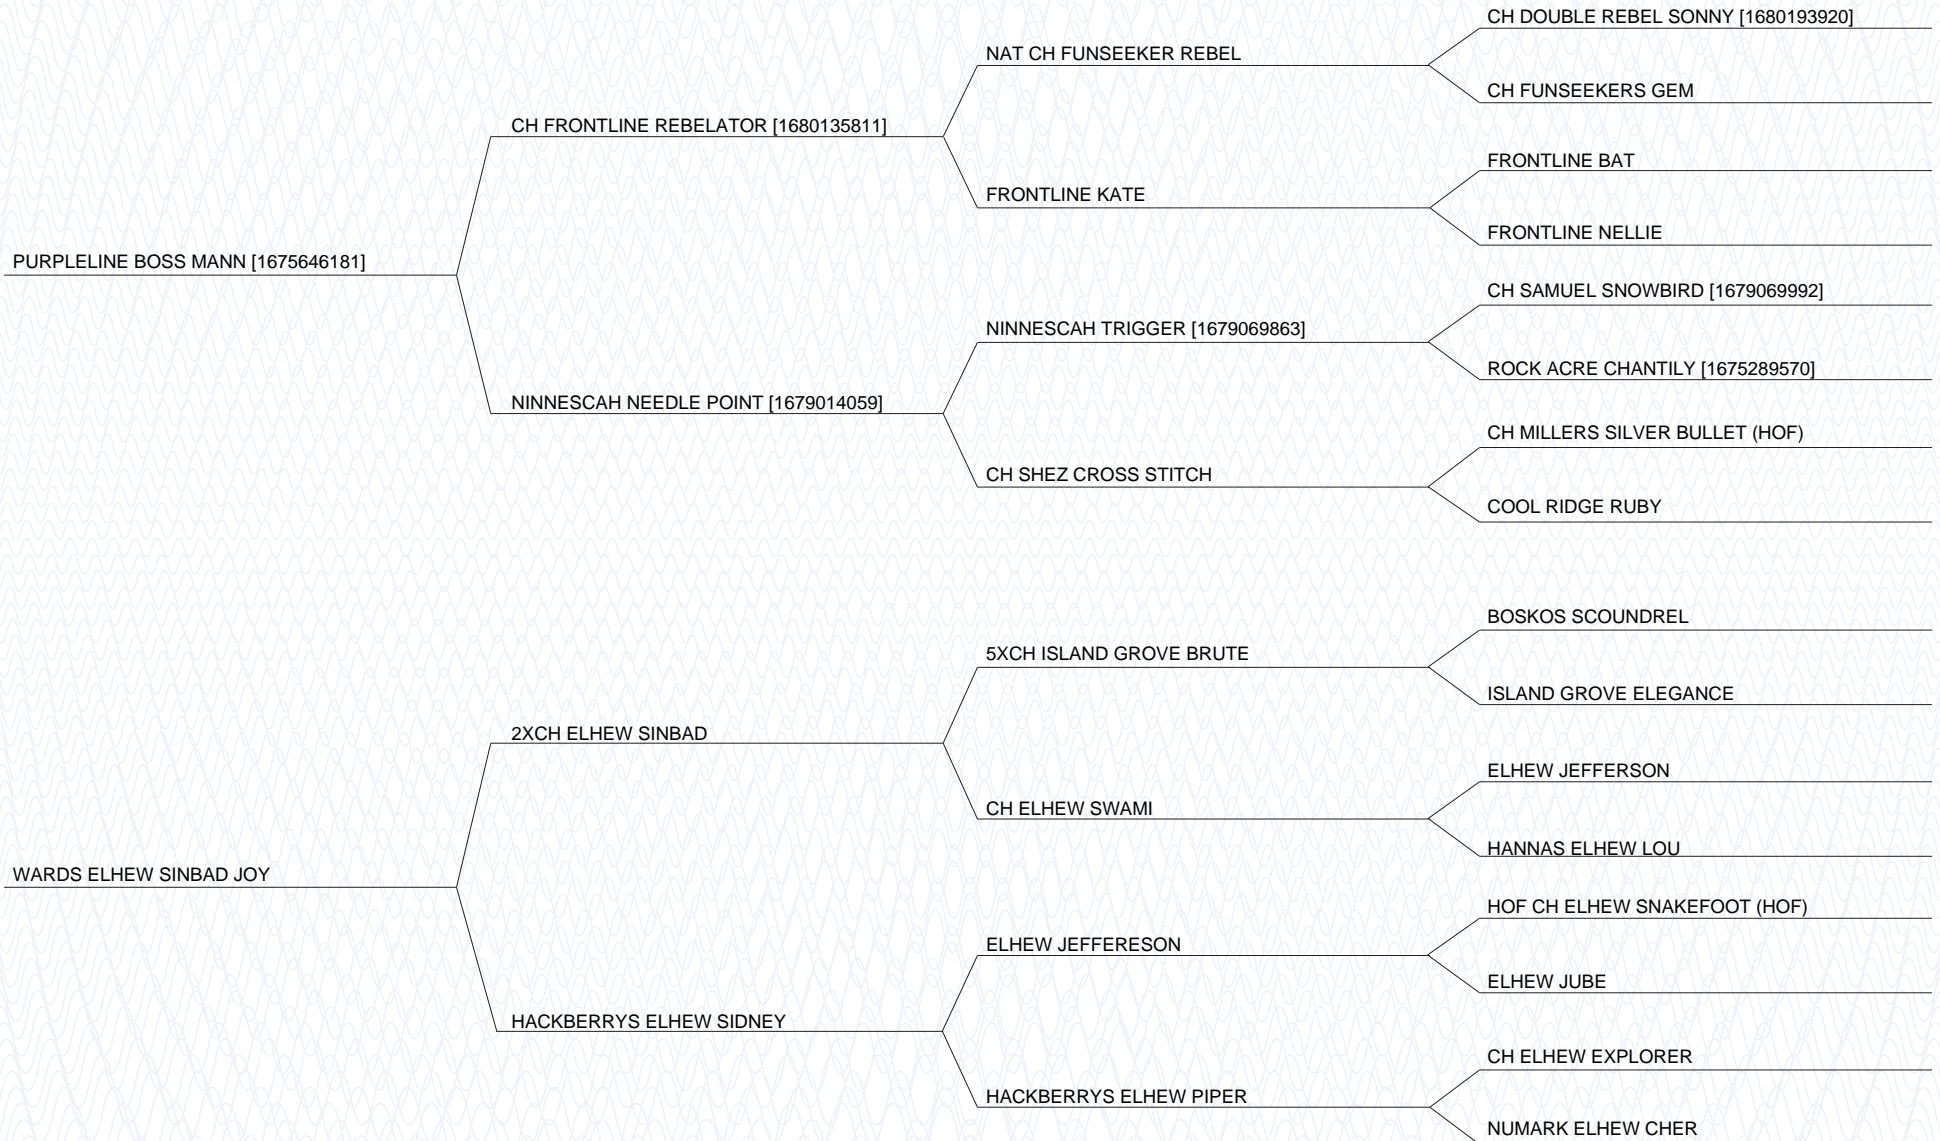 CH DOUBLE REBEL SONNY [1680193920]
NAT CH FUNSEEKER REBEL
CH FUNSEEKERS GEM
CH FRONTLINE REBELATOR [1680135811]
FRONTLINE BAT
FRONTLINE KATE
FRONTLINE NELLIE
PURPLELINE BOSS MANN [1675646181]
CH SAMUEL SNOWBIRD [1679069992]
NINNESCAH TRIGGER [1679069863]
ROCK ACRE CHANTILY [1675289570]
NINNESCAH NEEDLE POINT [1679014059]
CH MILLERS SILVER BULLET (HOF)
CH SHEZ CROSS STITCH
COOL RIDGE RUBY
BOSKOS SCOUNDREL
5XCH ISLAND GROVE BRUTE
ISLAND GROVE ELEGANCE
2XCH ELHEW SINBAD
ELHEW JEFFERSON
CH ELHEW SWAMI
HANNAS ELHEW LOU
WARDS ELHEW SINBAD JOY
HOF CH ELHEW SNAKEFOOT (HOF)
ELHEW JEFFERESON
ELHEW JUBE
HACKBERRYS ELHEW SIDNEY
CH ELHEW EXPLORER
HACKBERRYS ELHEW PIPER
NUMARK ELHEW CHER